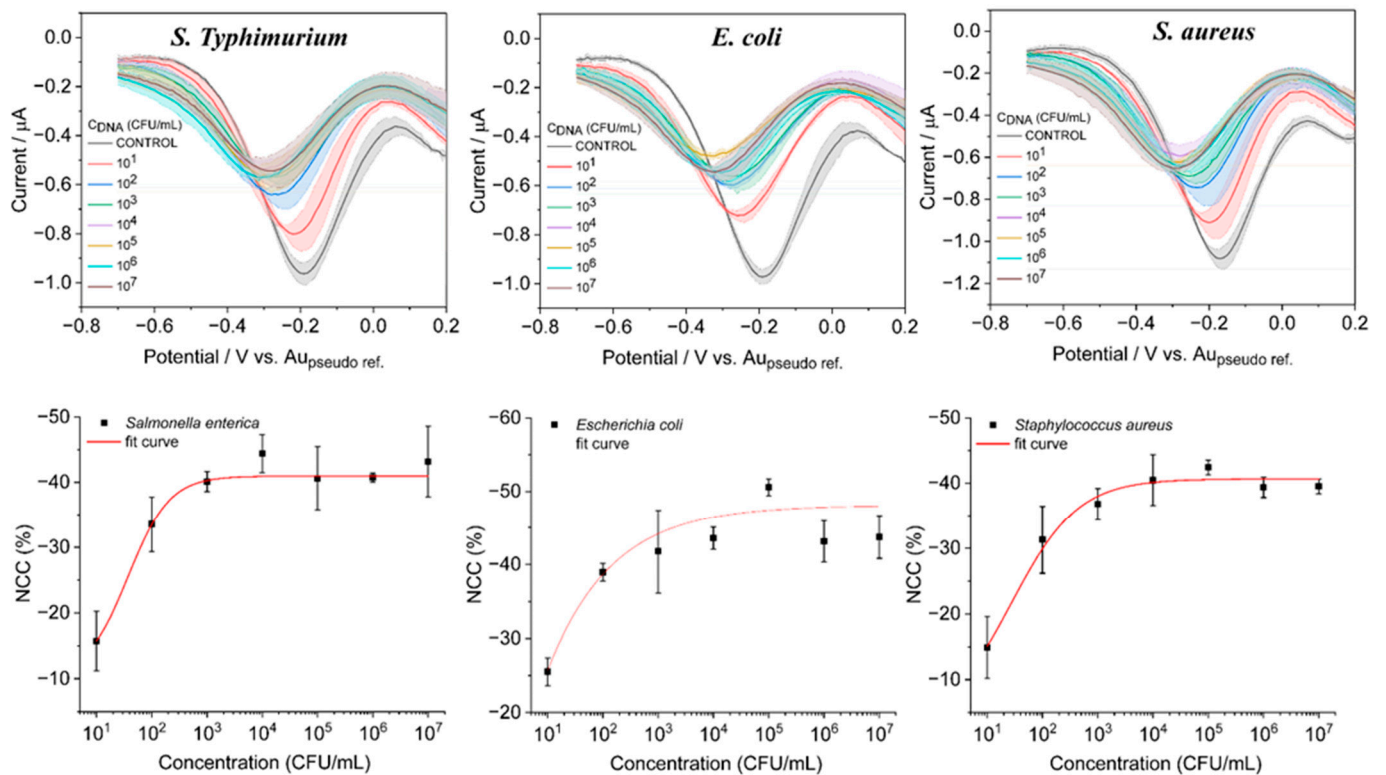 S. Typhimurium
0.0
−0.2
−0.4
−0.6
−0.8
−1.0
Current / μA
CDNA (CFU/mL)
CONTROL
10¹
10²
10³
10⁴
10⁵
10⁶
10⁷
−0.8 −0.6 −0.4 −0.2 0.0 0.2
Potential / V vs. Aupseudo ref.
E. coli
0.0
−0.2
−0.4
−0.6
−0.8
−1.0
Current / μA
CDNA (CFU/mL)
CONTROL
10¹
10²
10³
10⁴
10⁵
10⁶
10⁷
−0.8 −0.6 −0.4 −0.2 0.0 0.2
Potential / V vs. Aupseudo ref.
S. aureus
0.0
−0.2
−0.4
−0.6
−0.8
−1.0
−1.2
Current / μA
CDNA (CFU/mL)
CONTROL
10¹
10²
10³
10⁴
10⁵
10⁶
10⁷
−0.8 −0.6 −0.4 −0.2 0.0 0.2
Potential / V vs. Aupseudo ref.
−50
−40
−30
−20
−10
NCC (%)
Salmonella enterica
fit curve
10¹ 10² 10³ 10⁴ 10⁵ 10⁶ 10⁷
Concentration (CFU/mL)
−60
−50
−40
−30
−20
NCC (%)
Escherichia coli
fit curve
10¹ 10² 10³ 10⁴ 10⁵ 10⁶ 10⁷
Concentration (CFU/mL)
−50
−40
−30
−20
−10
NCC (%)
Staphylococcus aureus
fit curve
10¹ 10² 10³ 10⁴ 10⁵ 10⁶ 10⁷
Concentration (CFU/mL)